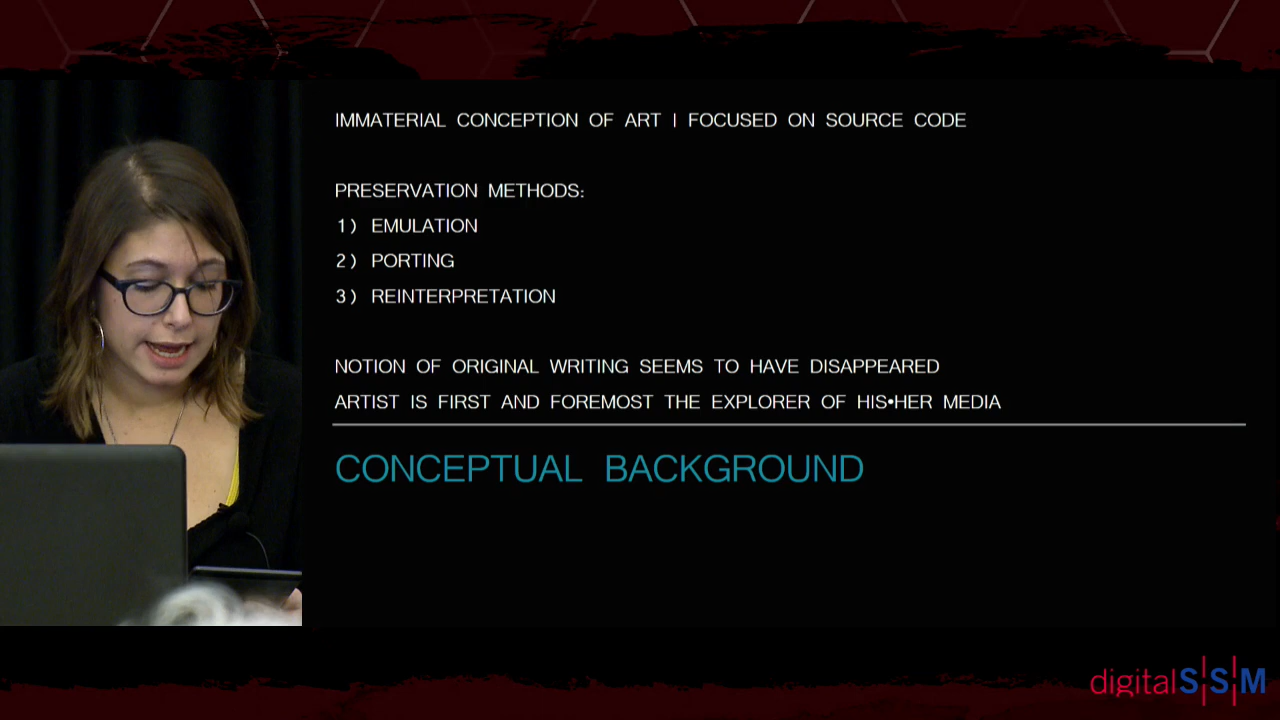 IMMATERIAL CONCEPTION OF ART | FOCUSED ON SOURCE CODE
PRESERVATION METHODS:
1) EMULATION
2) PORTING
3) REINTERPRETATION
NOTION OF ORIGINAL WRITING SEEMS TO HAVE DISAPPEARED
ARTIST IS FIRST AND FOREMOST THE EXPLORER OF HIS•HER MEDIA
CONCEPTUAL BACKGROUND
digitalS|S|M